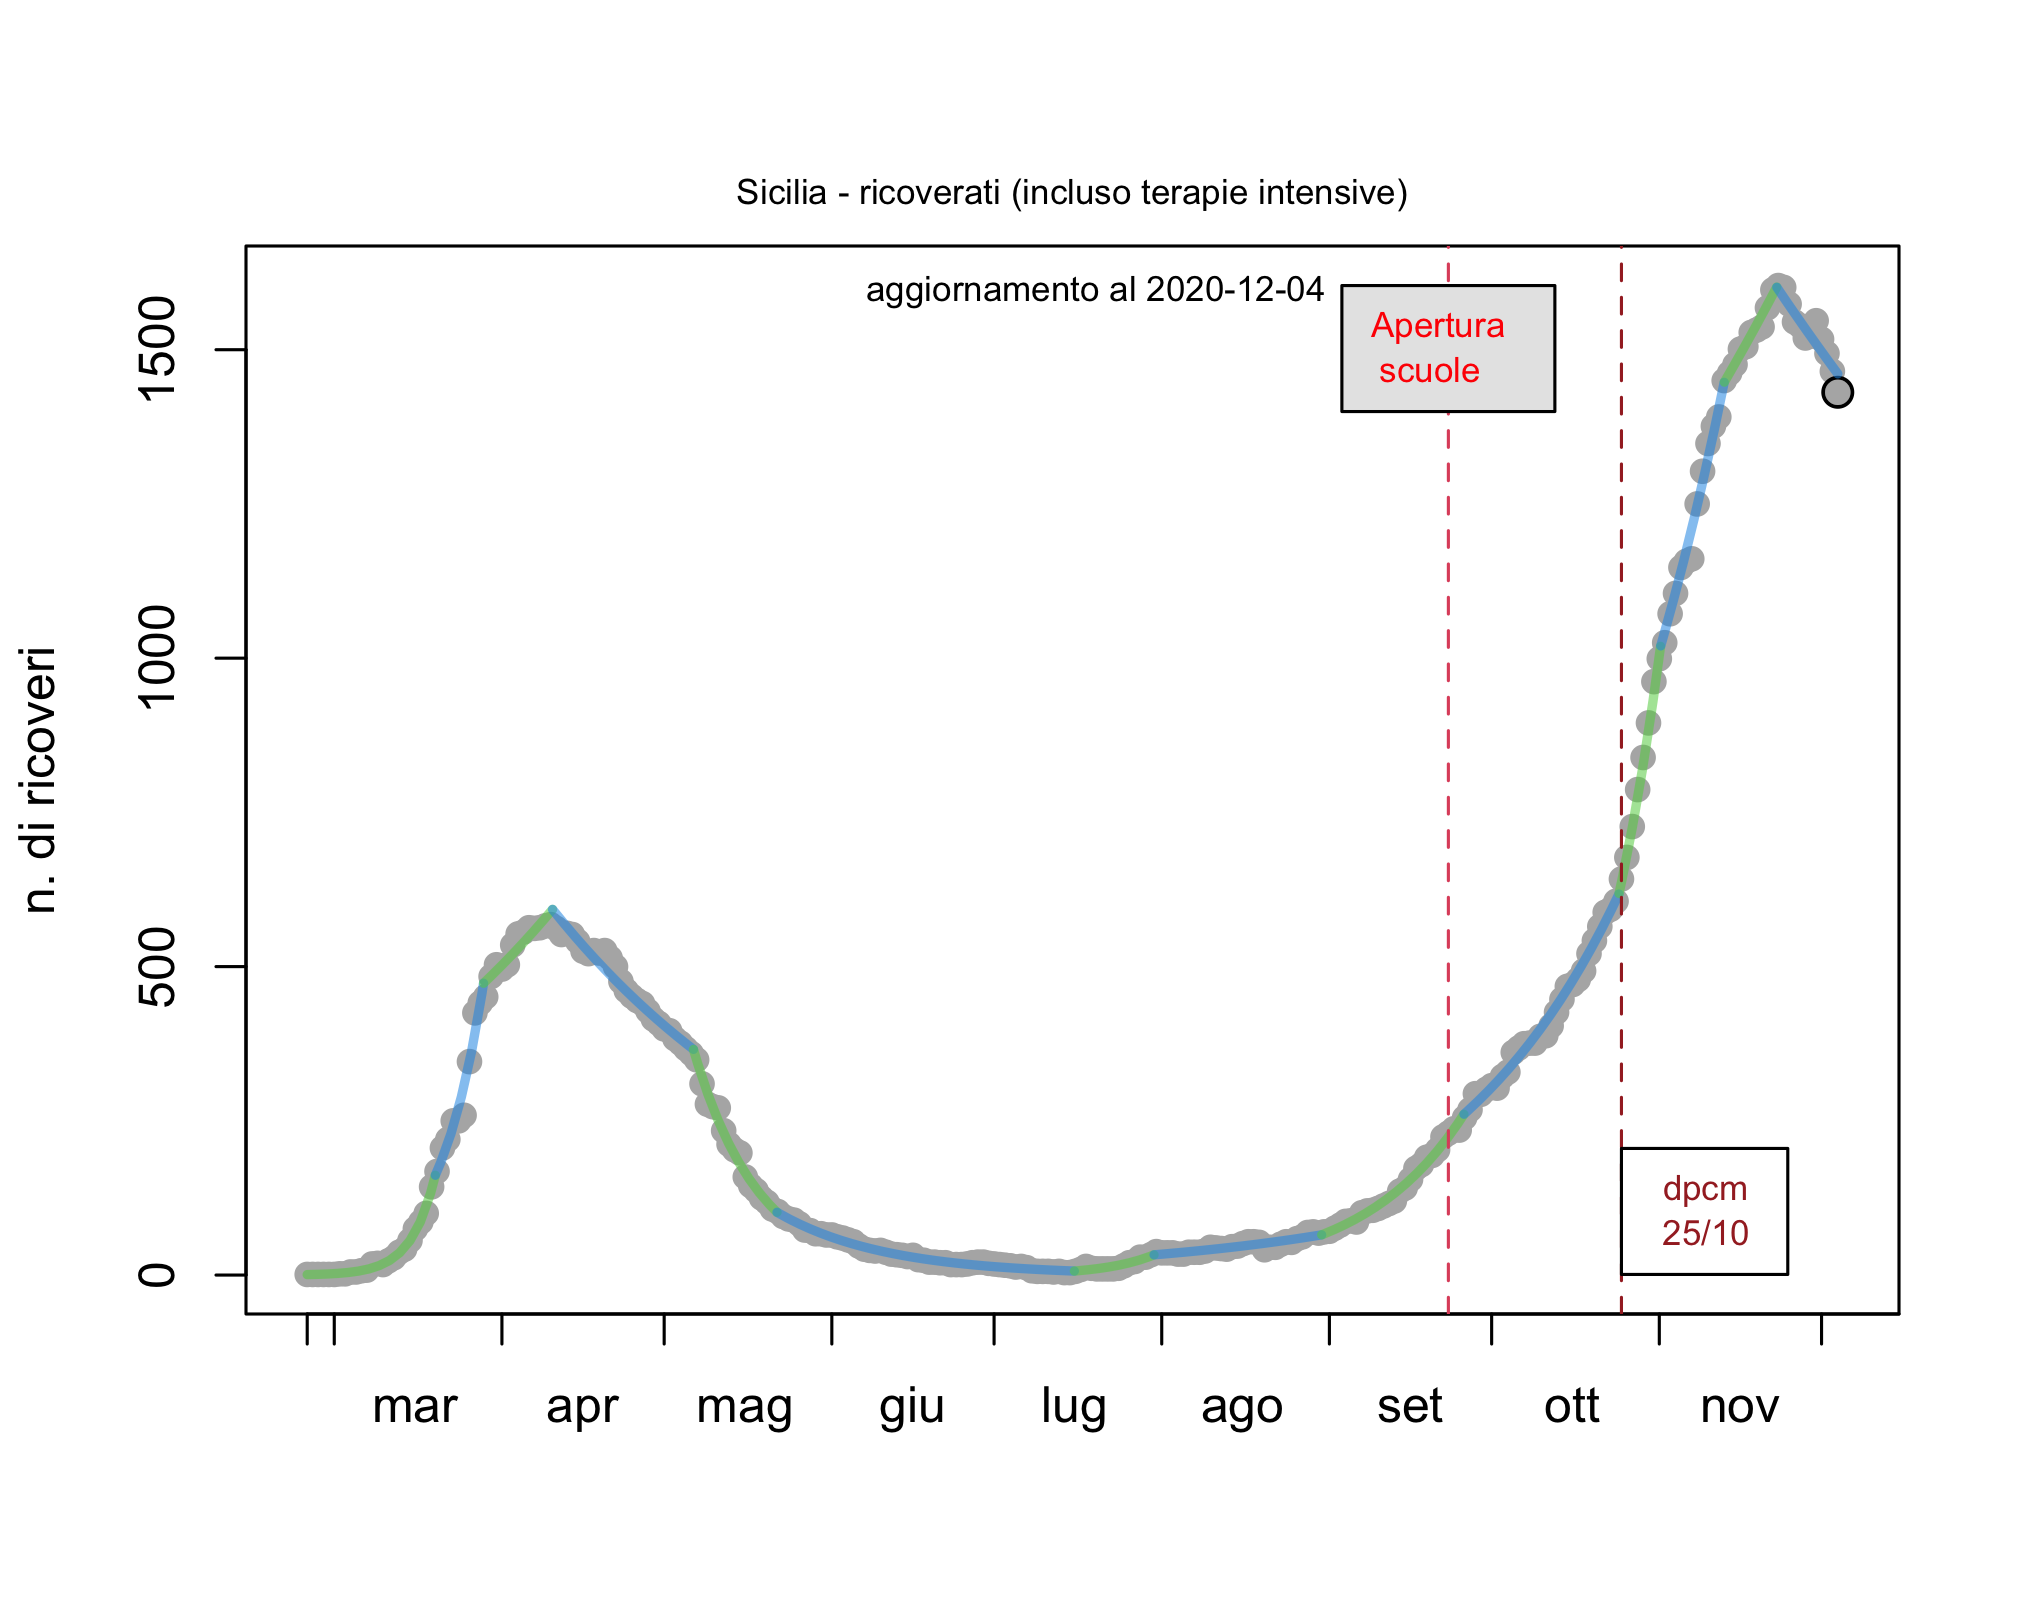 Sicilia - ricoverati (incluso terapie intensive)
aggiornamento al 2020-12-04
Apertura
scuole
n. di ricoveri
1500
1000
500
0
dpcm
25/10
mar apr mag giu lug ago set ott nov